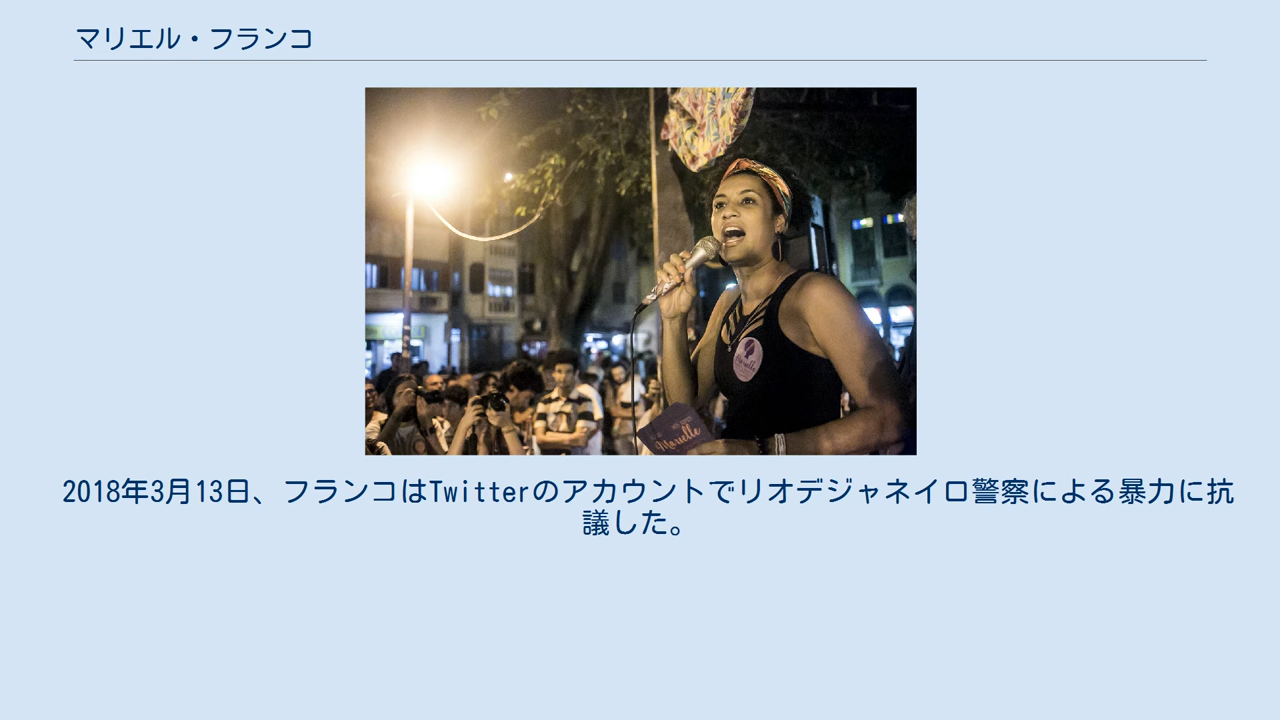 マリエル・フランコ
Marielle
Marielle
2018年3月13日、フランコはTwitterのアカウントでリオデジャネイロ警察による暴力に抗
議した。